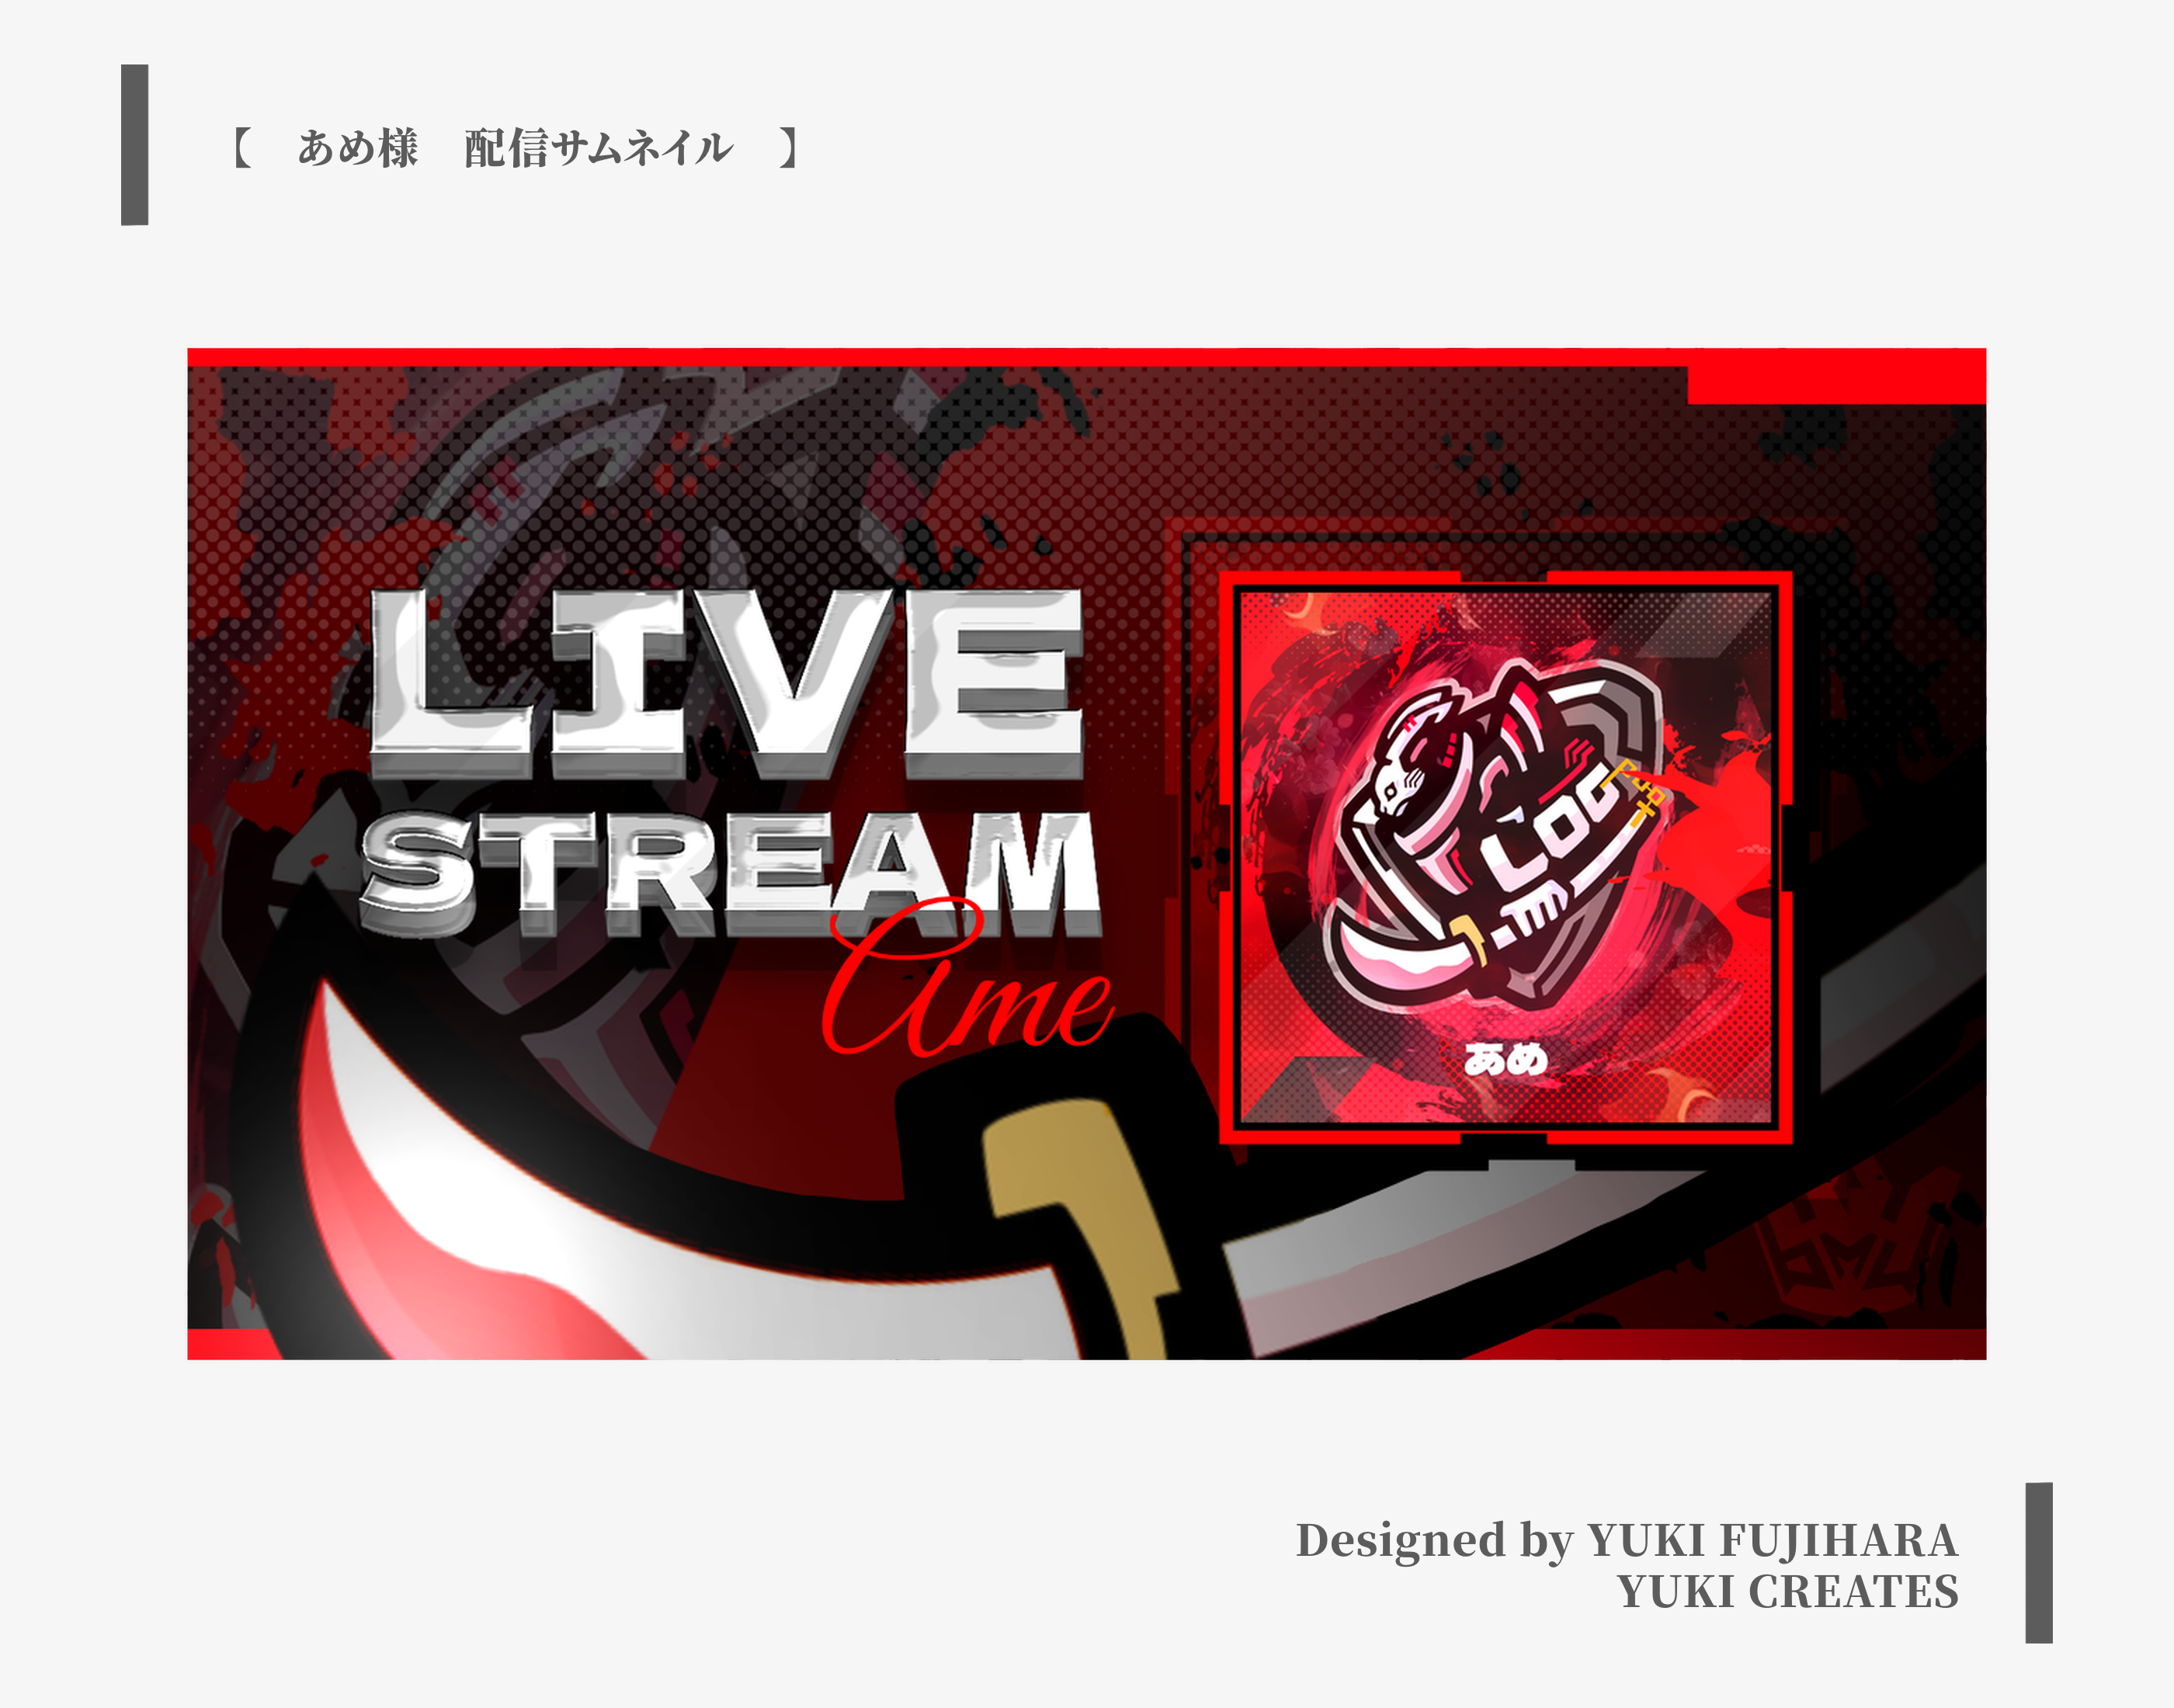 【　あめ様　配信サムネイル　】
LIVE
STREAM
Ame
LOG
あめ
Designed by YUKI FUJIHARA
YUKI CREATES